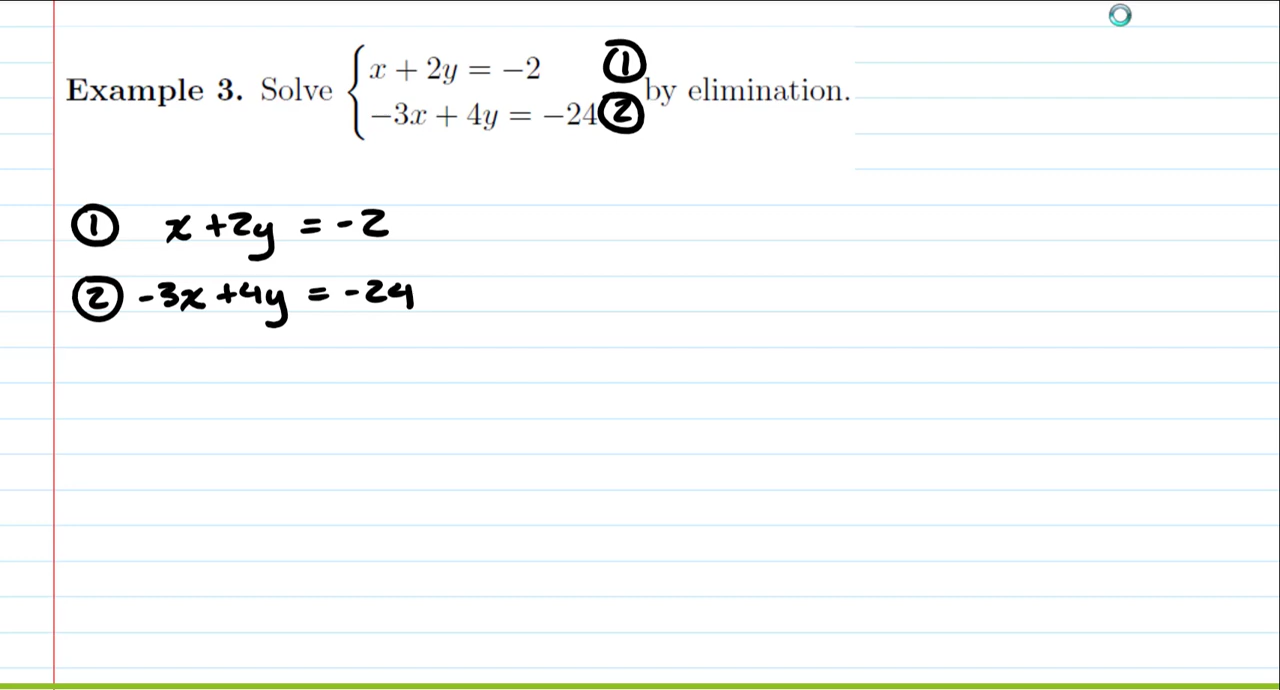 Example 3. Solve { x + 2y = −2 ①
−3x + 4y = −24 ② by elimination.
① x + 2y = -2
② -3x + 4y = -24